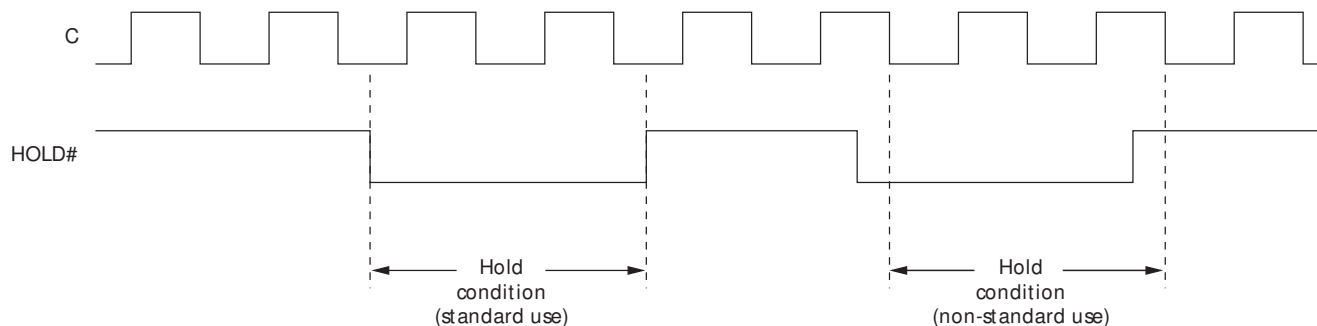 C
HOLD#
Hold
condition
(standard use)
Hold
condition
(non-standard use)